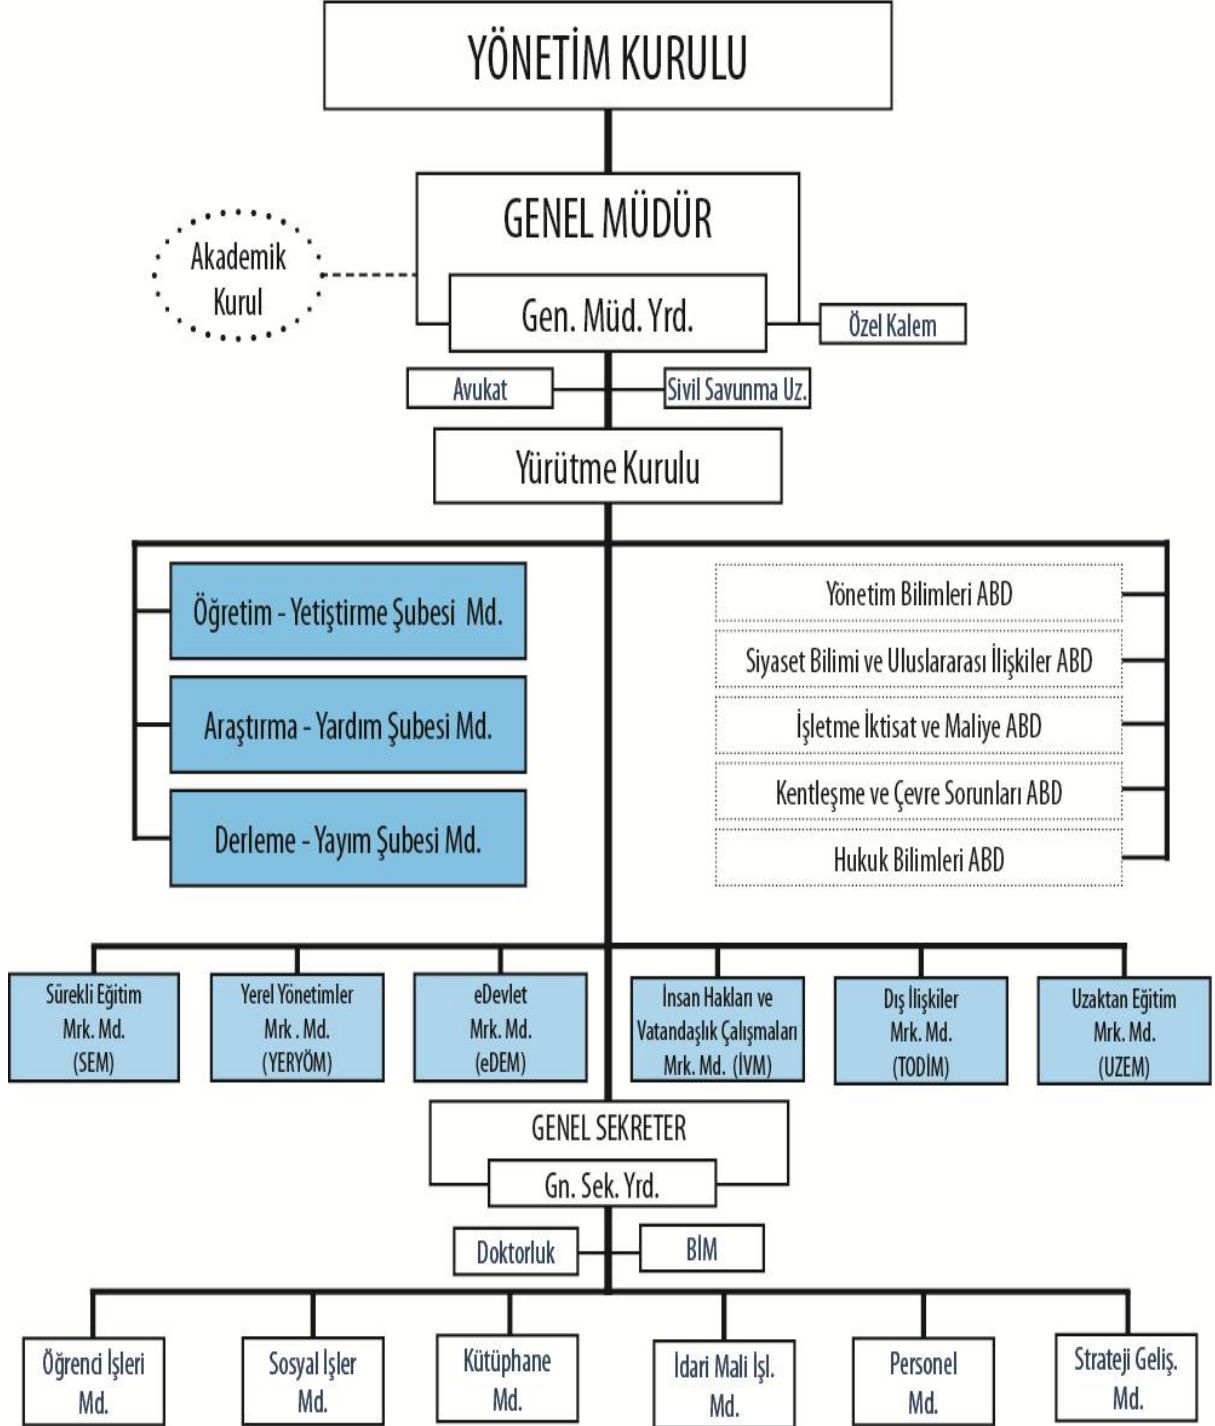 YÖNETİM KURULU
GENEL MÜDÜR
Akademik
Kurul
Gen. Müd. Yrd.
Özel Kalem
Avukat
Sivil Savunma Uz.
Yürütme Kurulu
Öğretim - Yetiştirme Şubesi Md.
Araştırma - Yardım Şubesi Md.
Derleme - Yayım Şubesi Md.
Yönetim Bilimleri ABD
Siyaset Bilimi ve Uluslararası İlişkiler ABD
İşletme İktisat ve Maliye ABD
Kentleşme ve Çevre Sorunları ABD
Hukuk Bilimleri ABD
Sürekli Eğitim
Mrk. Md.
(SEM)
Yerel Yönetimler
Mrk . Md.
(YERYÖM)
eDevlet
Mrk. Md.
(eDEM)
İnsan Hakları ve
Vatandaşlık Çalışmaları
Mrk. Md. (İVM)
Dış İlişkiler
Mrk. Md.
(TODİM)
Uzaktan Eğitim
Mrk. Md.
(UZEM)
GENEL SEKRETER
Gn. Sek. Yrd.
Doktorluk
BİM
Öğrenci İşleri
Md.
Sosyal İşler
Md.
Kütüphane
Md.
İdari Mali İşl.
Md.
Personel
Md.
Strateji Geliş.
Md.